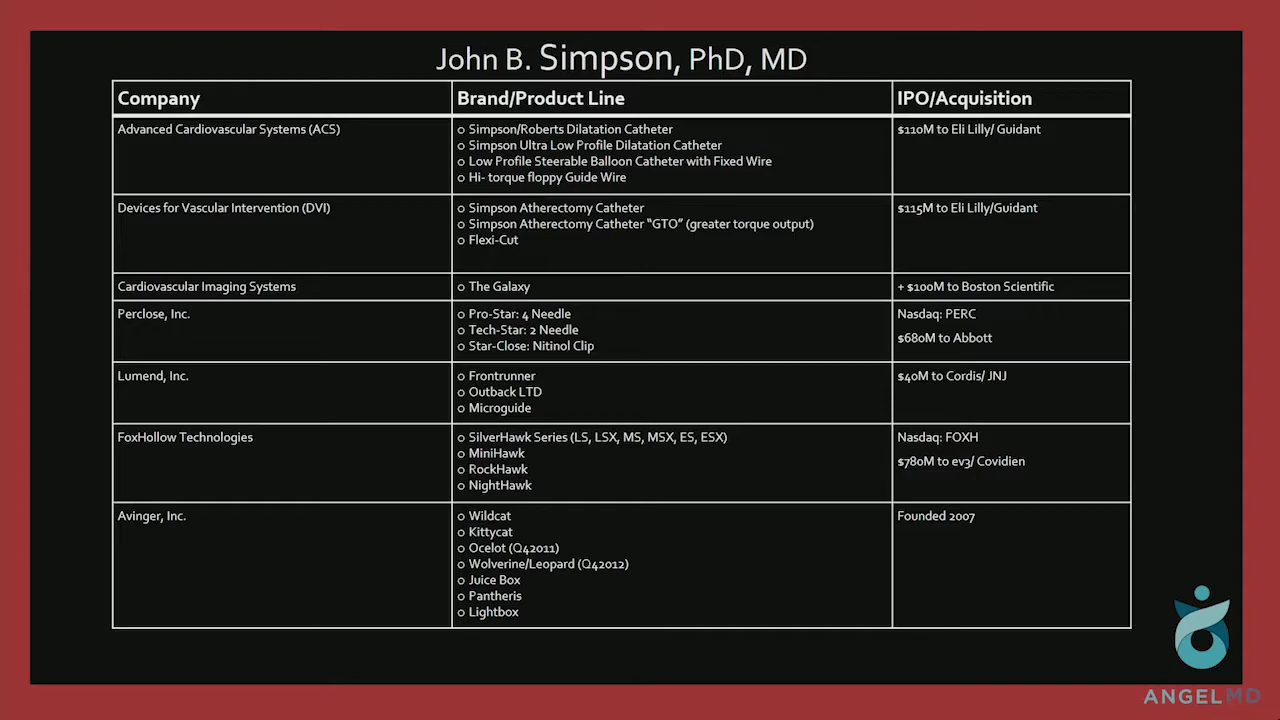 John B. Simpson, PhD, MD
Company
Brand/Product Line
IPO/Acquisition
Advanced Cardiovascular Systems (ACS)
o Simpson/Roberts Dilatation Catheter
o Simpson Ultra Low Profile Dilatation Catheter
o Low Profile Steerable Balloon Catheter with Fixed Wire
o Hi- torque floppy Guide Wire
$110M to Eli Lilly/ Guidant
Devices for Vascular Intervention (DVI)
o Simpson Atherectomy Catheter
o Simpson Atherectomy Catheter “GTO” (greater torque output)
o Flexi-Cut
$115M to Eli Lilly/Guidant
Cardiovascular Imaging Systems
o The Galaxy
+ $100M to Boston Scientific
Perclose, Inc.
o Pro-Star: 4 Needle
o Tech-Star: 2 Needle
o Star-Close: Nitinol Clip
Nasdaq: PERC
$680M to Abbott
Lumend, Inc.
o Frontrunner
o Outback LTD
o Microguide
$40M to Cordis/ JNJ
FoxHollow Technologies
o SilverHawk Series (LS, LSX, MS, MSX, ES, ESX)
o MiniHawk
o RockHawk
o NightHawk
Nasdaq: FOXH
$780M to ev3/ Covidien
Avinger, Inc.
o Wildcat
o Kittycat
o Ocelot (Q42011)
o Wolverine/Leopard (Q42012)
o Juice Box
o Pantheris
o Lightbox
Founded 2007
ANGELMD